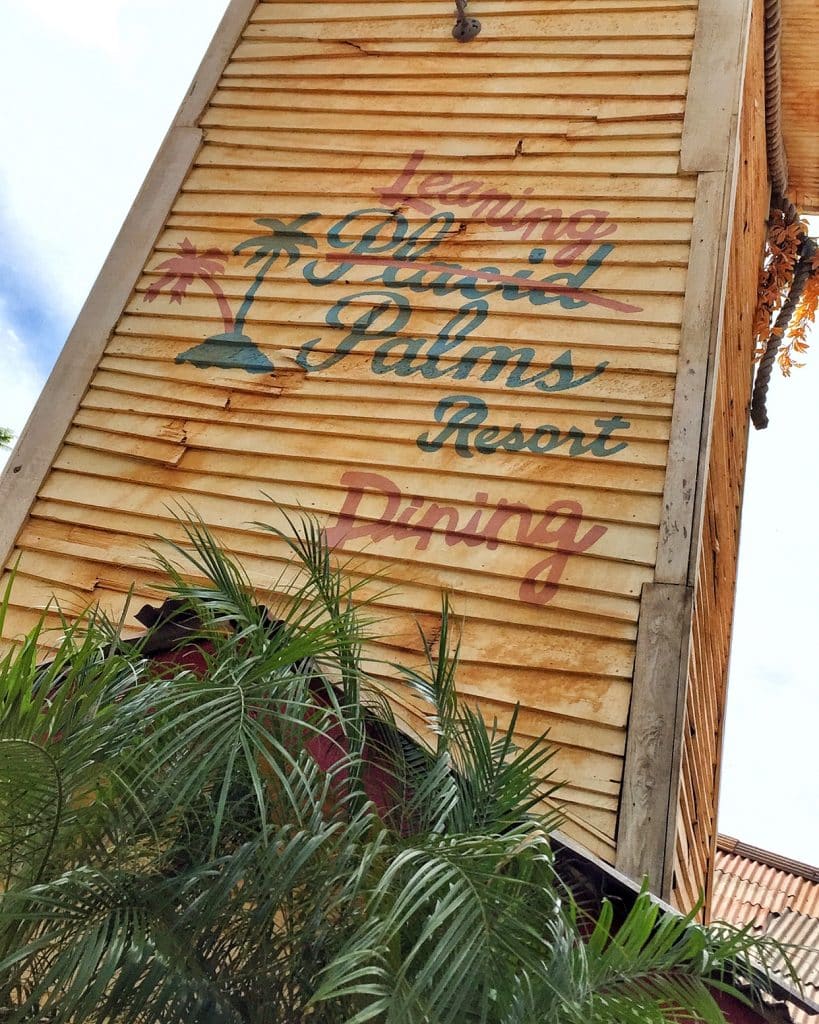 Leaning
Placid
Palms
Resort
Dining